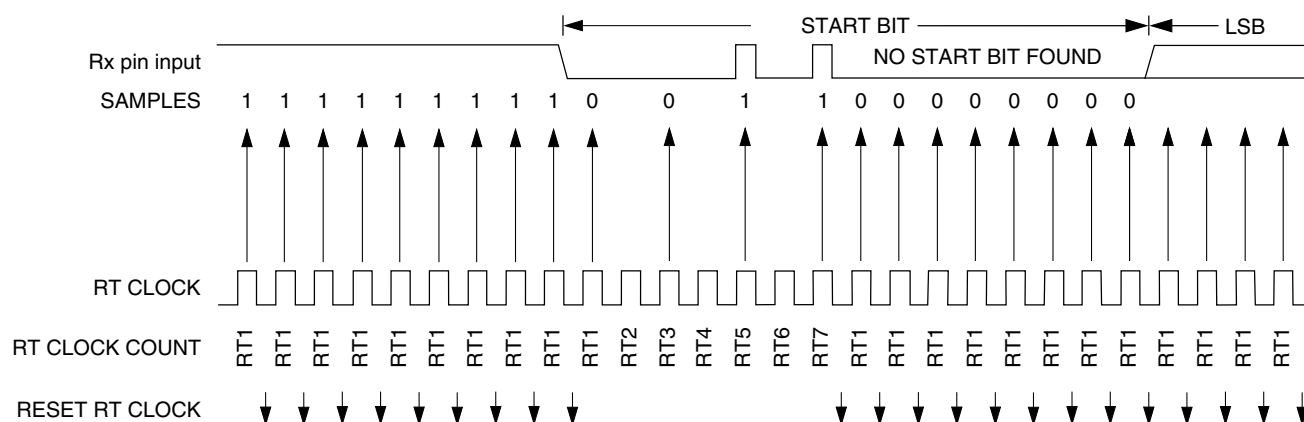 START BIT LSB
Rx pin input NO START BIT FOUND
SAMPLES 1 1 1 1 1 1 1 1 1 0 0 1 1 0 0 0 0 0 0 0 0
RT CLOCK
RT CLOCK COUNT RT1 RT1 RT1 RT1 RT1 RT1 RT1 RT1 RT1 RT1 RT2 RT3 RT4 RT5 RT6 RT7 RT1 RT1 RT1 RT1 RT1 RT1 RT1 RT1 RT1 RT1 RT1 RT1
RESET RT CLOCK